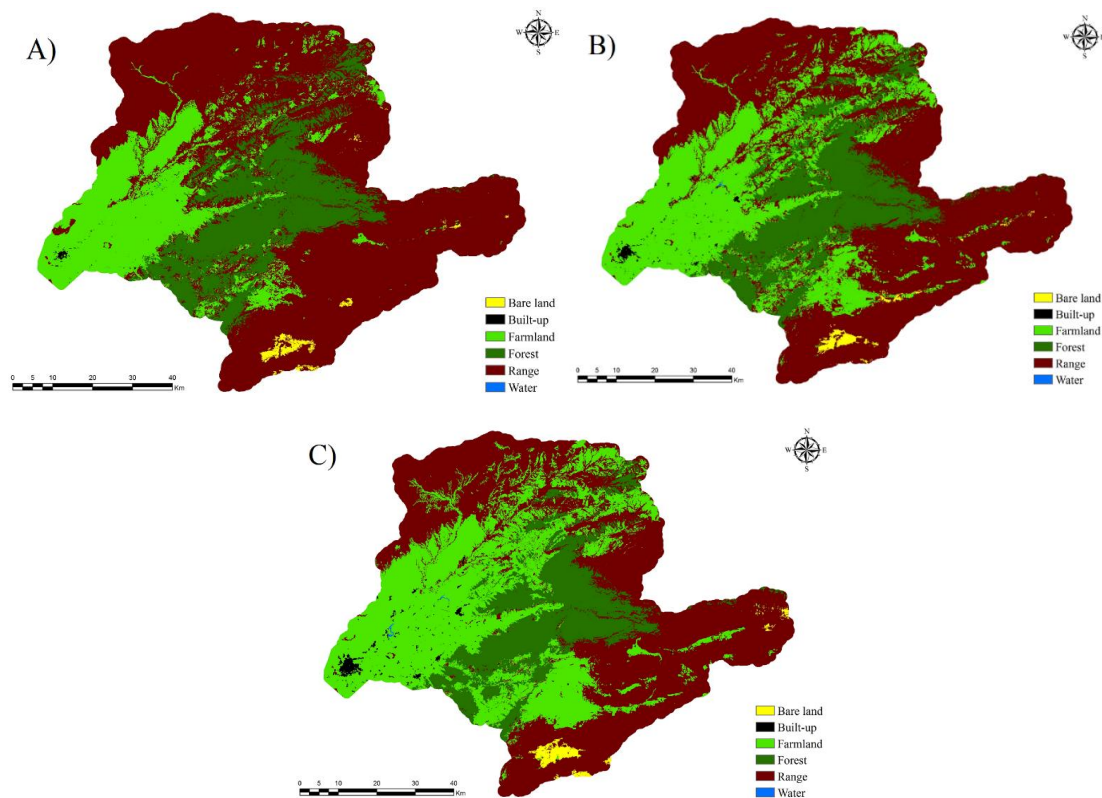 A)
N
W E
S
Bare land
Built-up
Farmland
Forest
Range
Water
0 5 10 20 30 40
Km
B)
N
W E
S
Bare land
Built-up
Farmland
Forest
Range
Water
0 5 10 20 30 40
Km
C)
N
W E
S
Bare land
Built-up
Farmland
Forest
Range
Water
0 5 10 20 30 40
Km